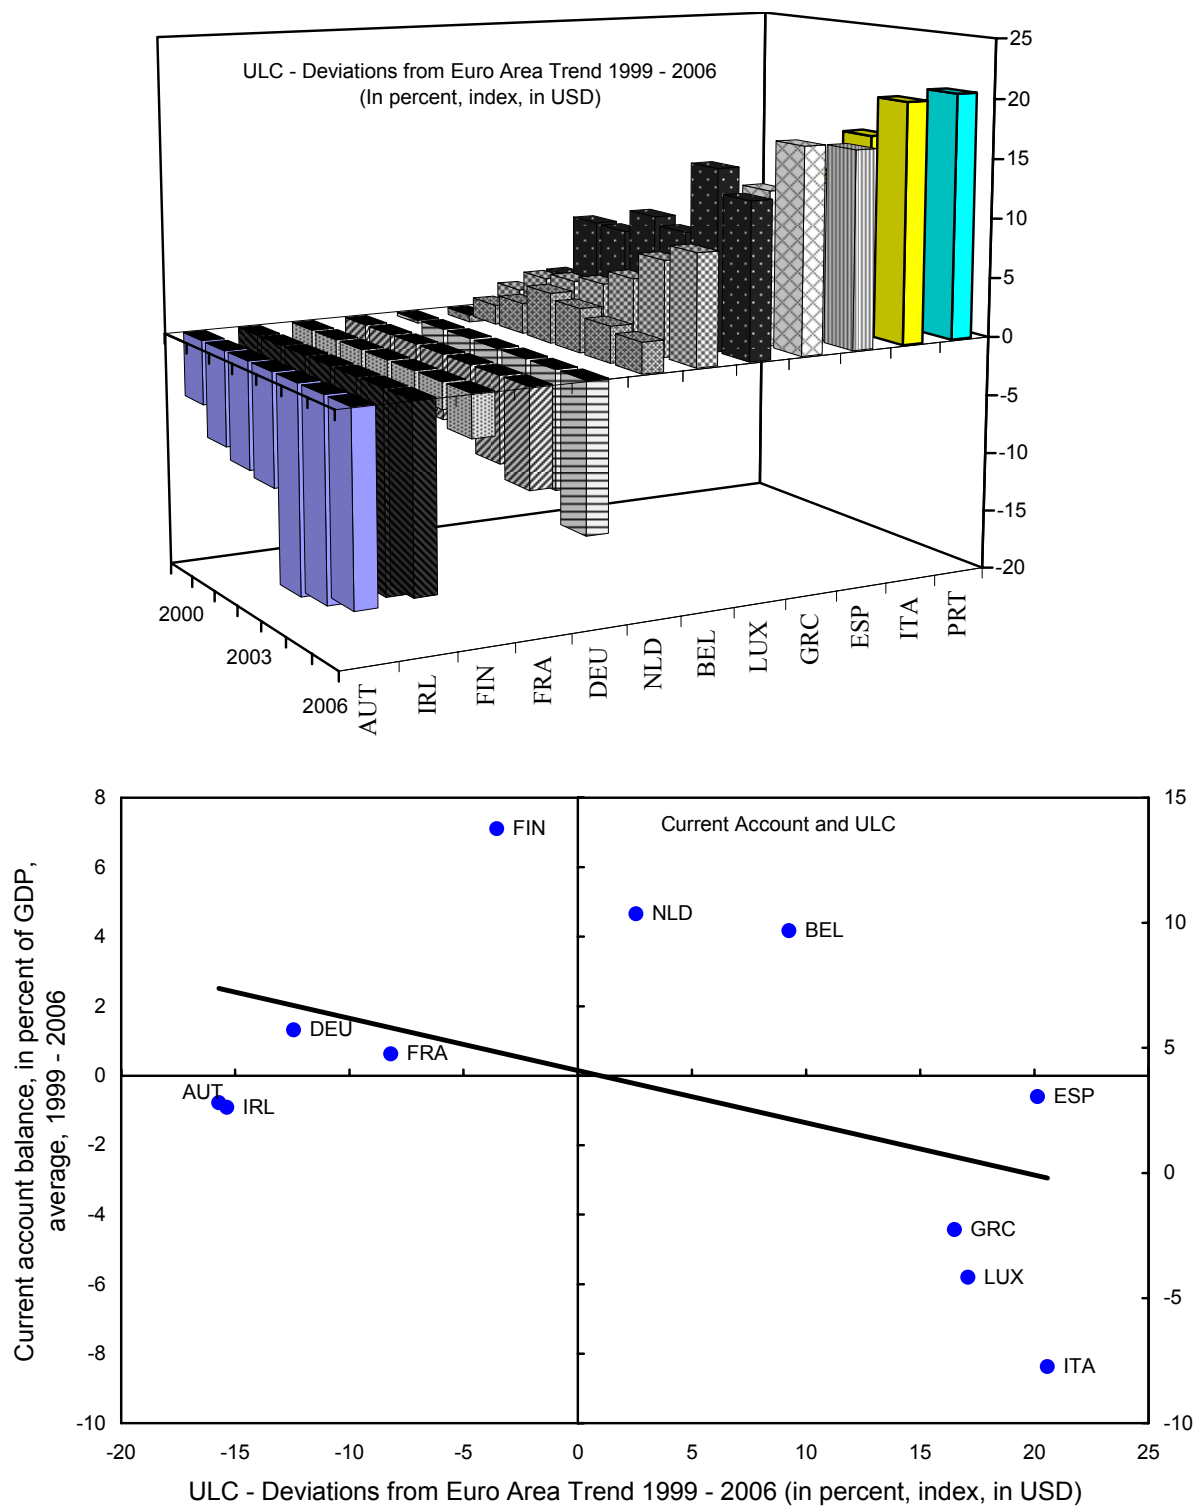 ULC - Deviations from Euro Area Trend 1999 - 2006
(In percent, index, in USD)
25
20
15
10
5
0
-5
-10
-15
-20
2000
2003
2006
AUT
IRL
FIN
FRA
DEU
NLD
BEL
LUX
GRC
ESP
ITA
PRT
Current Account and ULC
Current account balance, in percent of GDP,
average, 1999 - 2006
8
6
4
2
0
-2
-4
-6
-8
-10
15
10
5
0
-5
-10
FIN
NLD
BEL
DEU
FRA
AUT
IRL
ESP
GRC
LUX
ITA
-20
-15
-10
-5
0
5
10
15
20
25
ULC - Deviations from Euro Area Trend 1999 - 2006 (in percent, index, in USD)